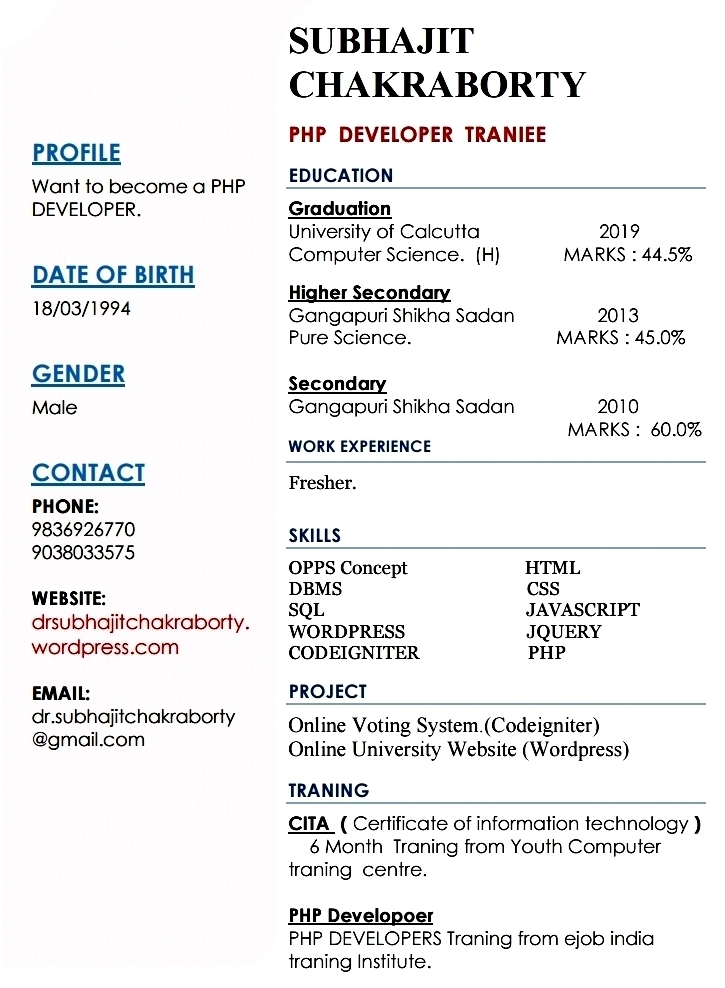 SUBHAJIT
CHAKRABORTY
PHP DEVELOPER TRANIEE
PROFILE
Want to become a PHP
DEVELOPER.
DATE OF BIRTH
18/03/1994
GENDER
Male
CONTACT
PHONE:
9836926770
9038033575
WEBSITE:
drsubhajitchakraborty.
wordpress.com
EMAIL:
dr.subhajitchakraborty
@gmail.com
EDUCATION
Graduation
University of Calcutta 2019
Computer Science. (H) MARKS : 44.5%
Higher Secondary
Gangapuri Shikha Sadan 2013
Pure Science. MARKS : 45.0%
Secondary
Gangapuri Shikha Sadan 2010
MARKS : 60.0%
WORK EXPERIENCE
Fresher.
SKILLS
OPPS Concept HTML
DBMS CSS
SQL JAVASCRIPT
WORDPRESS JQUERY
CODEIGNITER PHP
PROJECT
Online Voting System.(Codeigniter)
Online University Website (Wordpress)
TRANING
CITA ( Certificate of information technology )
6 Month Traning from Youth Computer
traning centre.
PHP Developoer
PHP DEVELOPERS Traning from ejob india
traning Institute.